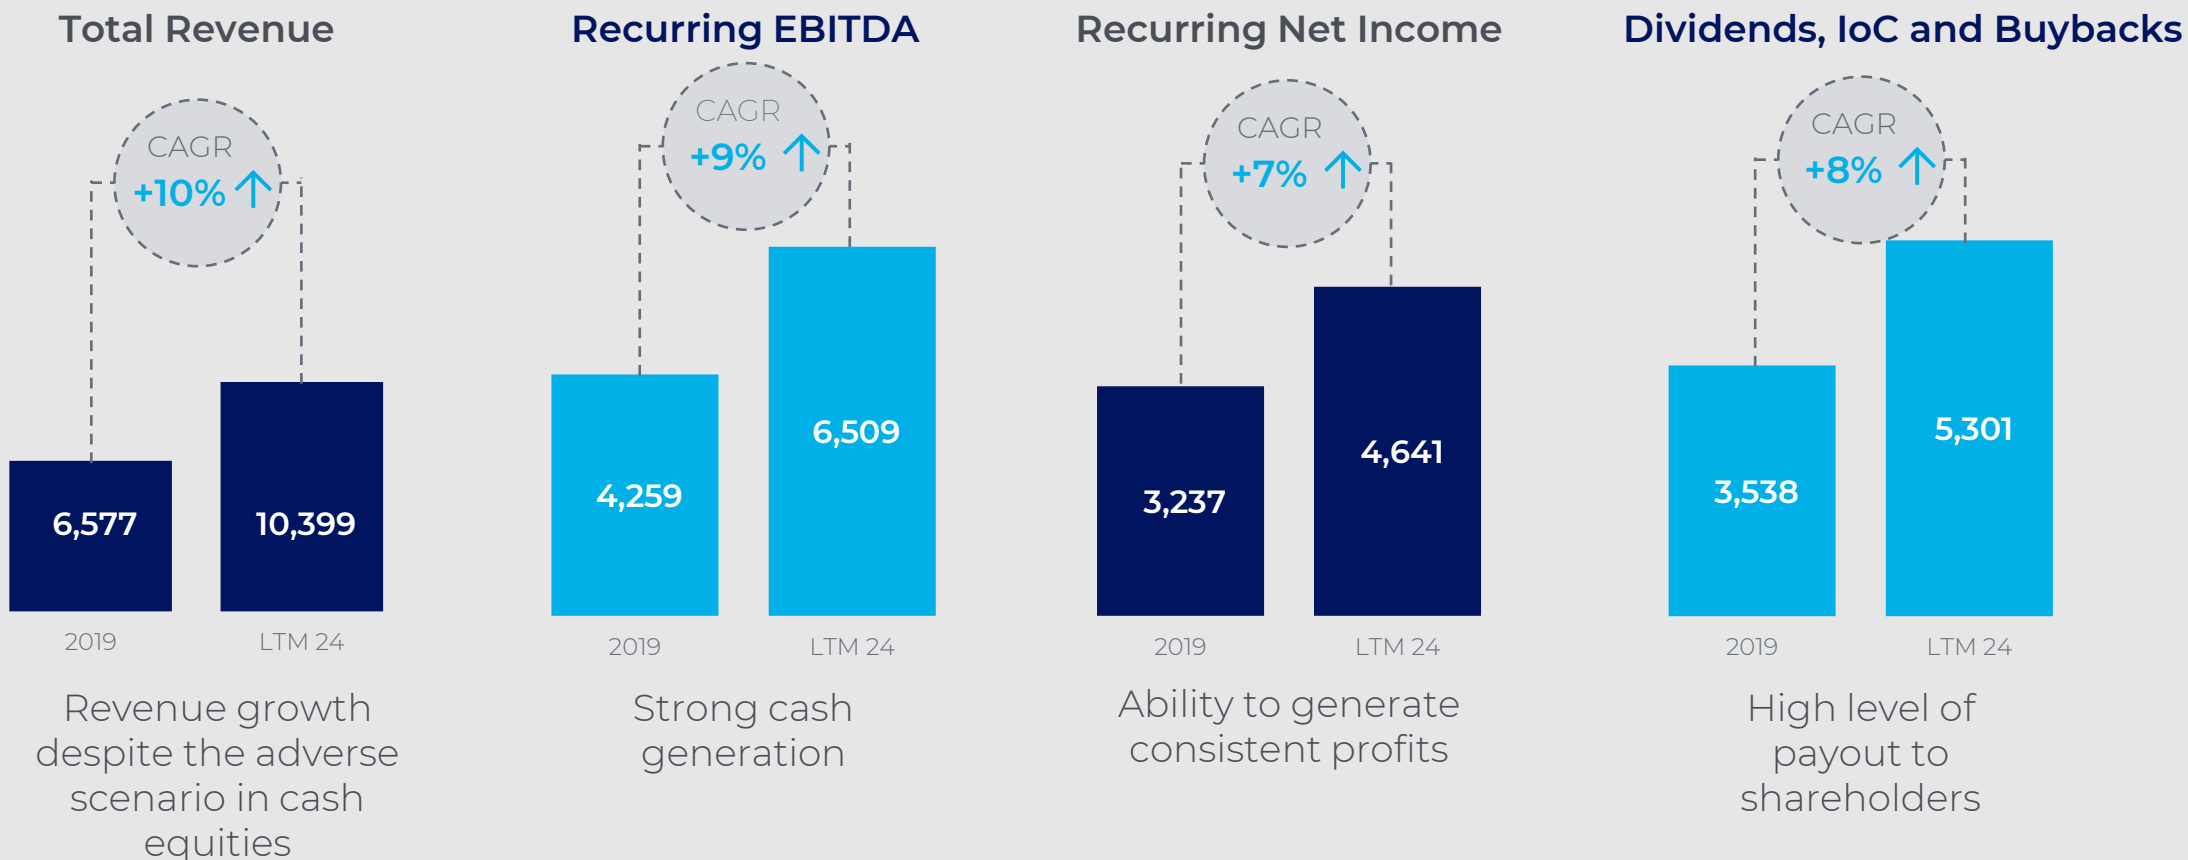 Total Revenue
CAGR
+10%
6,577
10,399
2019
LTM 24
Revenue growth
despite the adverse
scenario in cash
equities
Recurring EBITDA
CAGR
+9%
4,259
6,509
2019
LTM 24
Strong cash
generation
Recurring Net Income
CAGR
+7%
3,237
4,641
2019
LTM 24
Ability to generate
consistent profits
Dividends, IoC and Buybacks
CAGR
+8%
3,538
5,301
2019
LTM 24
High level of
payout to
shareholders